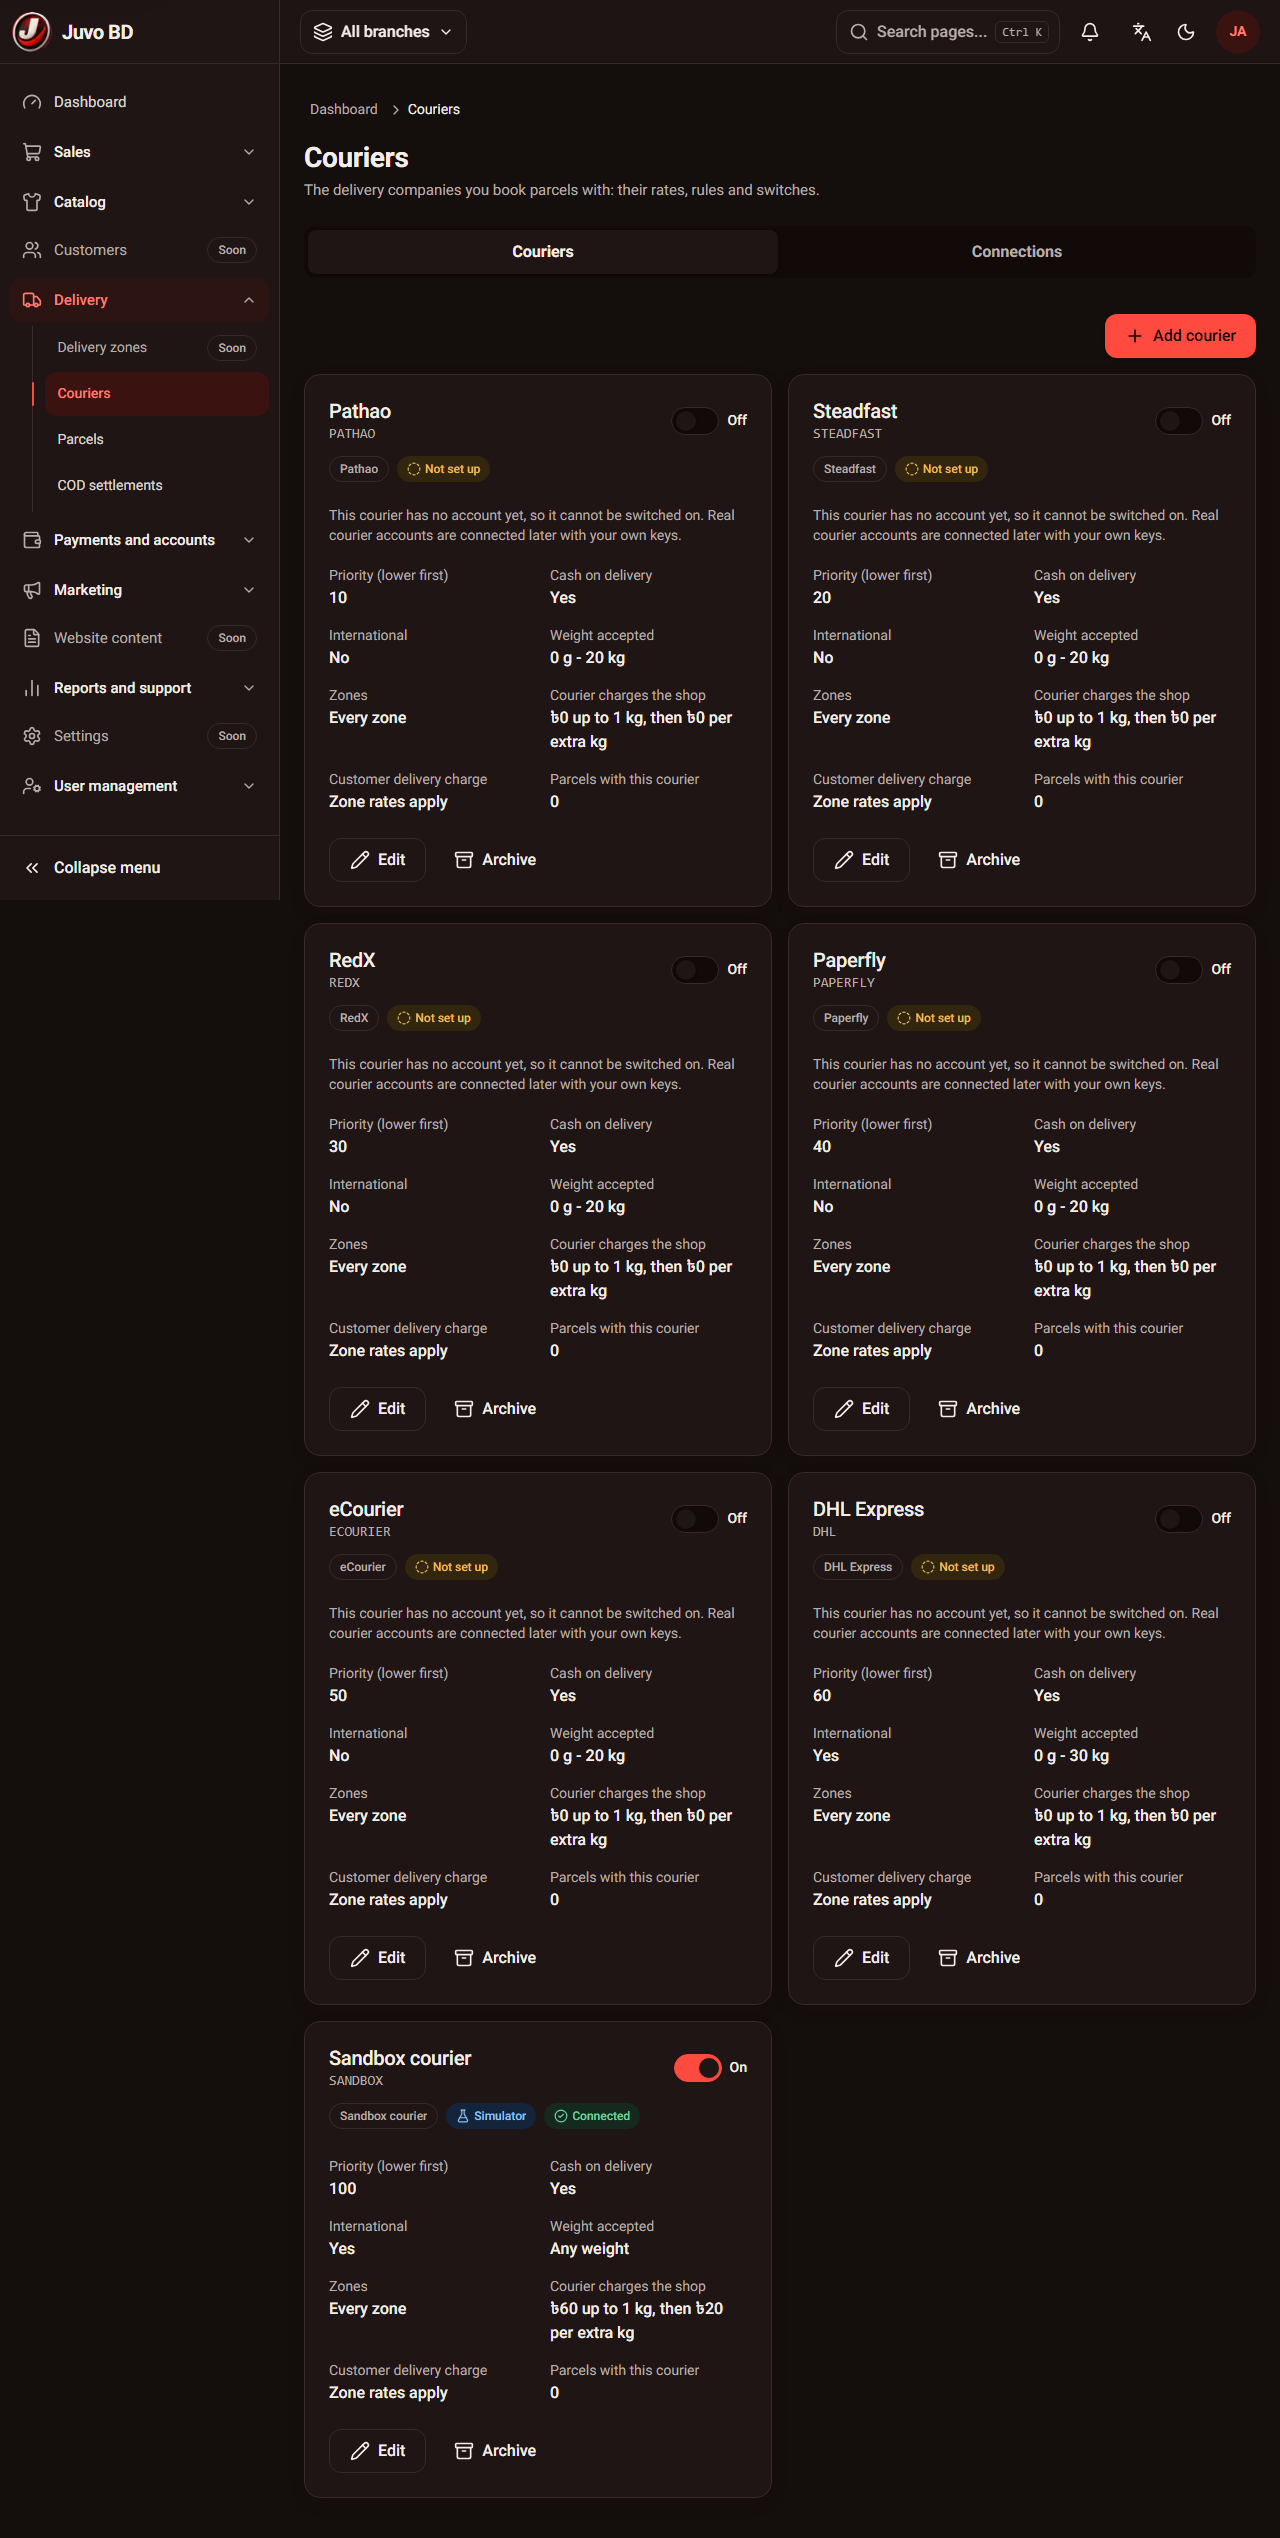 Juvo BD
All branches
Search pages...
Ctrl K
JA
Dashboard
Sales
Catalog
Customers
Soon
Delivery
Delivery zones
Soon
Couriers
Parcels
COD settlements
Payments and accounts
Marketing
Website content
Soon
Reports and support
Settings
Soon
User management
Collapse menu
Dashboard
Couriers
Couriers
The delivery companies you book parcels with: their rates, rules and switches.
Couriers
Connections
Add courier
Pathao
PATHAO
Off
Pathao
Not set up
This courier has no account yet, so it cannot be switched on. Real
courier accounts are connected later with your own keys.
Priority (lower first)
Cash on delivery
10
Yes
International
Weight accepted
No
0 g - 20 kg
Zones
Courier charges the shop
Every zone
৳0 up to 1 kg, then ৳0 per
extra kg
Customer delivery charge
Parcels with this courier
Zone rates apply
0
Edit
Archive
Steadfast
STEADFAST
Off
Steadfast
Not set up
This courier has no account yet, so it cannot be switched on. Real
courier accounts are connected later with your own keys.
Priority (lower first)
Cash on delivery
20
Yes
International
Weight accepted
No
0 g - 20 kg
Zones
Courier charges the shop
Every zone
৳0 up to 1 kg, then ৳0 per
extra kg
Customer delivery charge
Parcels with this courier
Zone rates apply
0
Edit
Archive
RedX
REDX
Off
RedX
Not set up
This courier has no account yet, so it cannot be switched on. Real
courier accounts are connected later with your own keys.
Priority (lower first)
Cash on delivery
30
Yes
International
Weight accepted
No
0 g - 20 kg
Zones
Courier charges the shop
Every zone
৳0 up to 1 kg, then ৳0 per
extra kg
Customer delivery charge
Parcels with this courier
Zone rates apply
0
Edit
Archive
Paperfly
PAPERFLY
Off
Paperfly
Not set up
This courier has no account yet, so it cannot be switched on. Real
courier accounts are connected later with your own keys.
Priority (lower first)
Cash on delivery
40
Yes
International
Weight accepted
No
0 g - 20 kg
Zones
Courier charges the shop
Every zone
৳0 up to 1 kg, then ৳0 per
extra kg
Customer delivery charge
Parcels with this courier
Zone rates apply
0
Edit
Archive
eCourier
ECOURIER
Off
eCourier
Not set up
This courier has no account yet, so it cannot be switched on. Real
courier accounts are connected later with your own keys.
Priority (lower first)
Cash on delivery
50
Yes
International
Weight accepted
No
0 g - 20 kg
Zones
Courier charges the shop
Every zone
৳0 up to 1 kg, then ৳0 per
extra kg
Customer delivery charge
Parcels with this courier
Zone rates apply
0
Edit
Archive
DHL Express
DHL
Off
DHL Express
Not set up
This courier has no account yet, so it cannot be switched on. Real
courier accounts are connected later with your own keys.
Priority (lower first)
Cash on delivery
60
Yes
International
Weight accepted
Yes
0 g - 30 kg
Zones
Courier charges the shop
Every zone
৳0 up to 1 kg, then ৳0 per
extra kg
Customer delivery charge
Parcels with this courier
Zone rates apply
0
Edit
Archive
Sandbox courier
SANDBOX
On
Sandbox courier
Simulator
Connected
Priority (lower first)
Cash on delivery
100
Yes
International
Weight accepted
Yes
Any weight
Zones
Courier charges the shop
Every zone
৳60 up to 1 kg, then ৳20
per extra kg
Customer delivery charge
Parcels with this courier
Zone rates apply
0
Edit
Archive